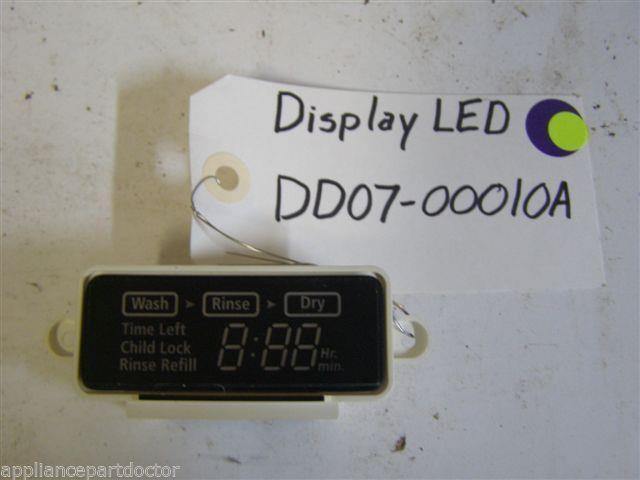 Display LED
DD07-00010A
Wash ➤ Rinse ➤ Dry
Time Left
Child Lock
Rinse Refill
8:88
Hr.
min.
appliancepartdoctor